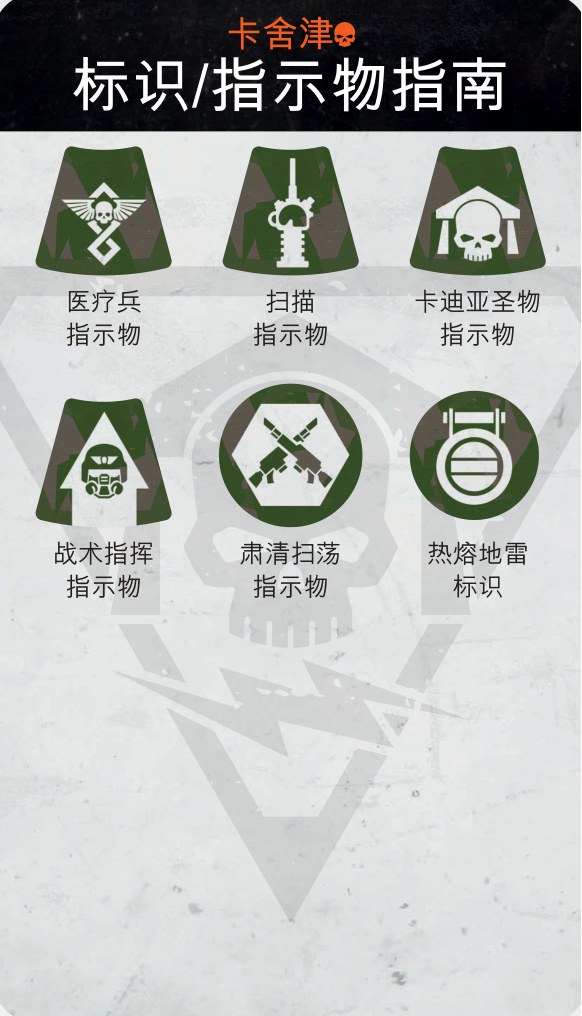 卡舍津
标识/指示物指南
医疗兵
指示物
扫描
指示物
卡迪亚圣物
指示物
战术指挥
指示物
肃清扫荡
指示物
热熔地雷
标识